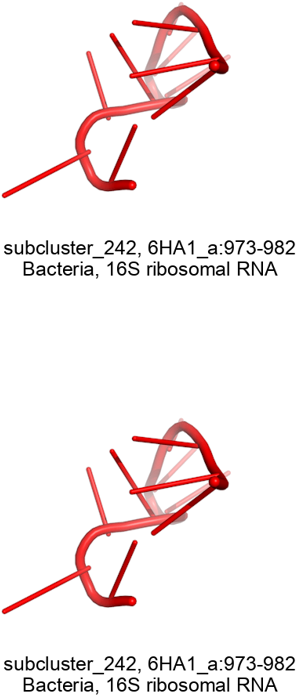 subcluster_242, 6HA1_a:973-982
Bacteria, 16S ribosomal RNA
subcluster_242, 6HA1_a:973-982
Bacteria, 16S ribosomal RNA